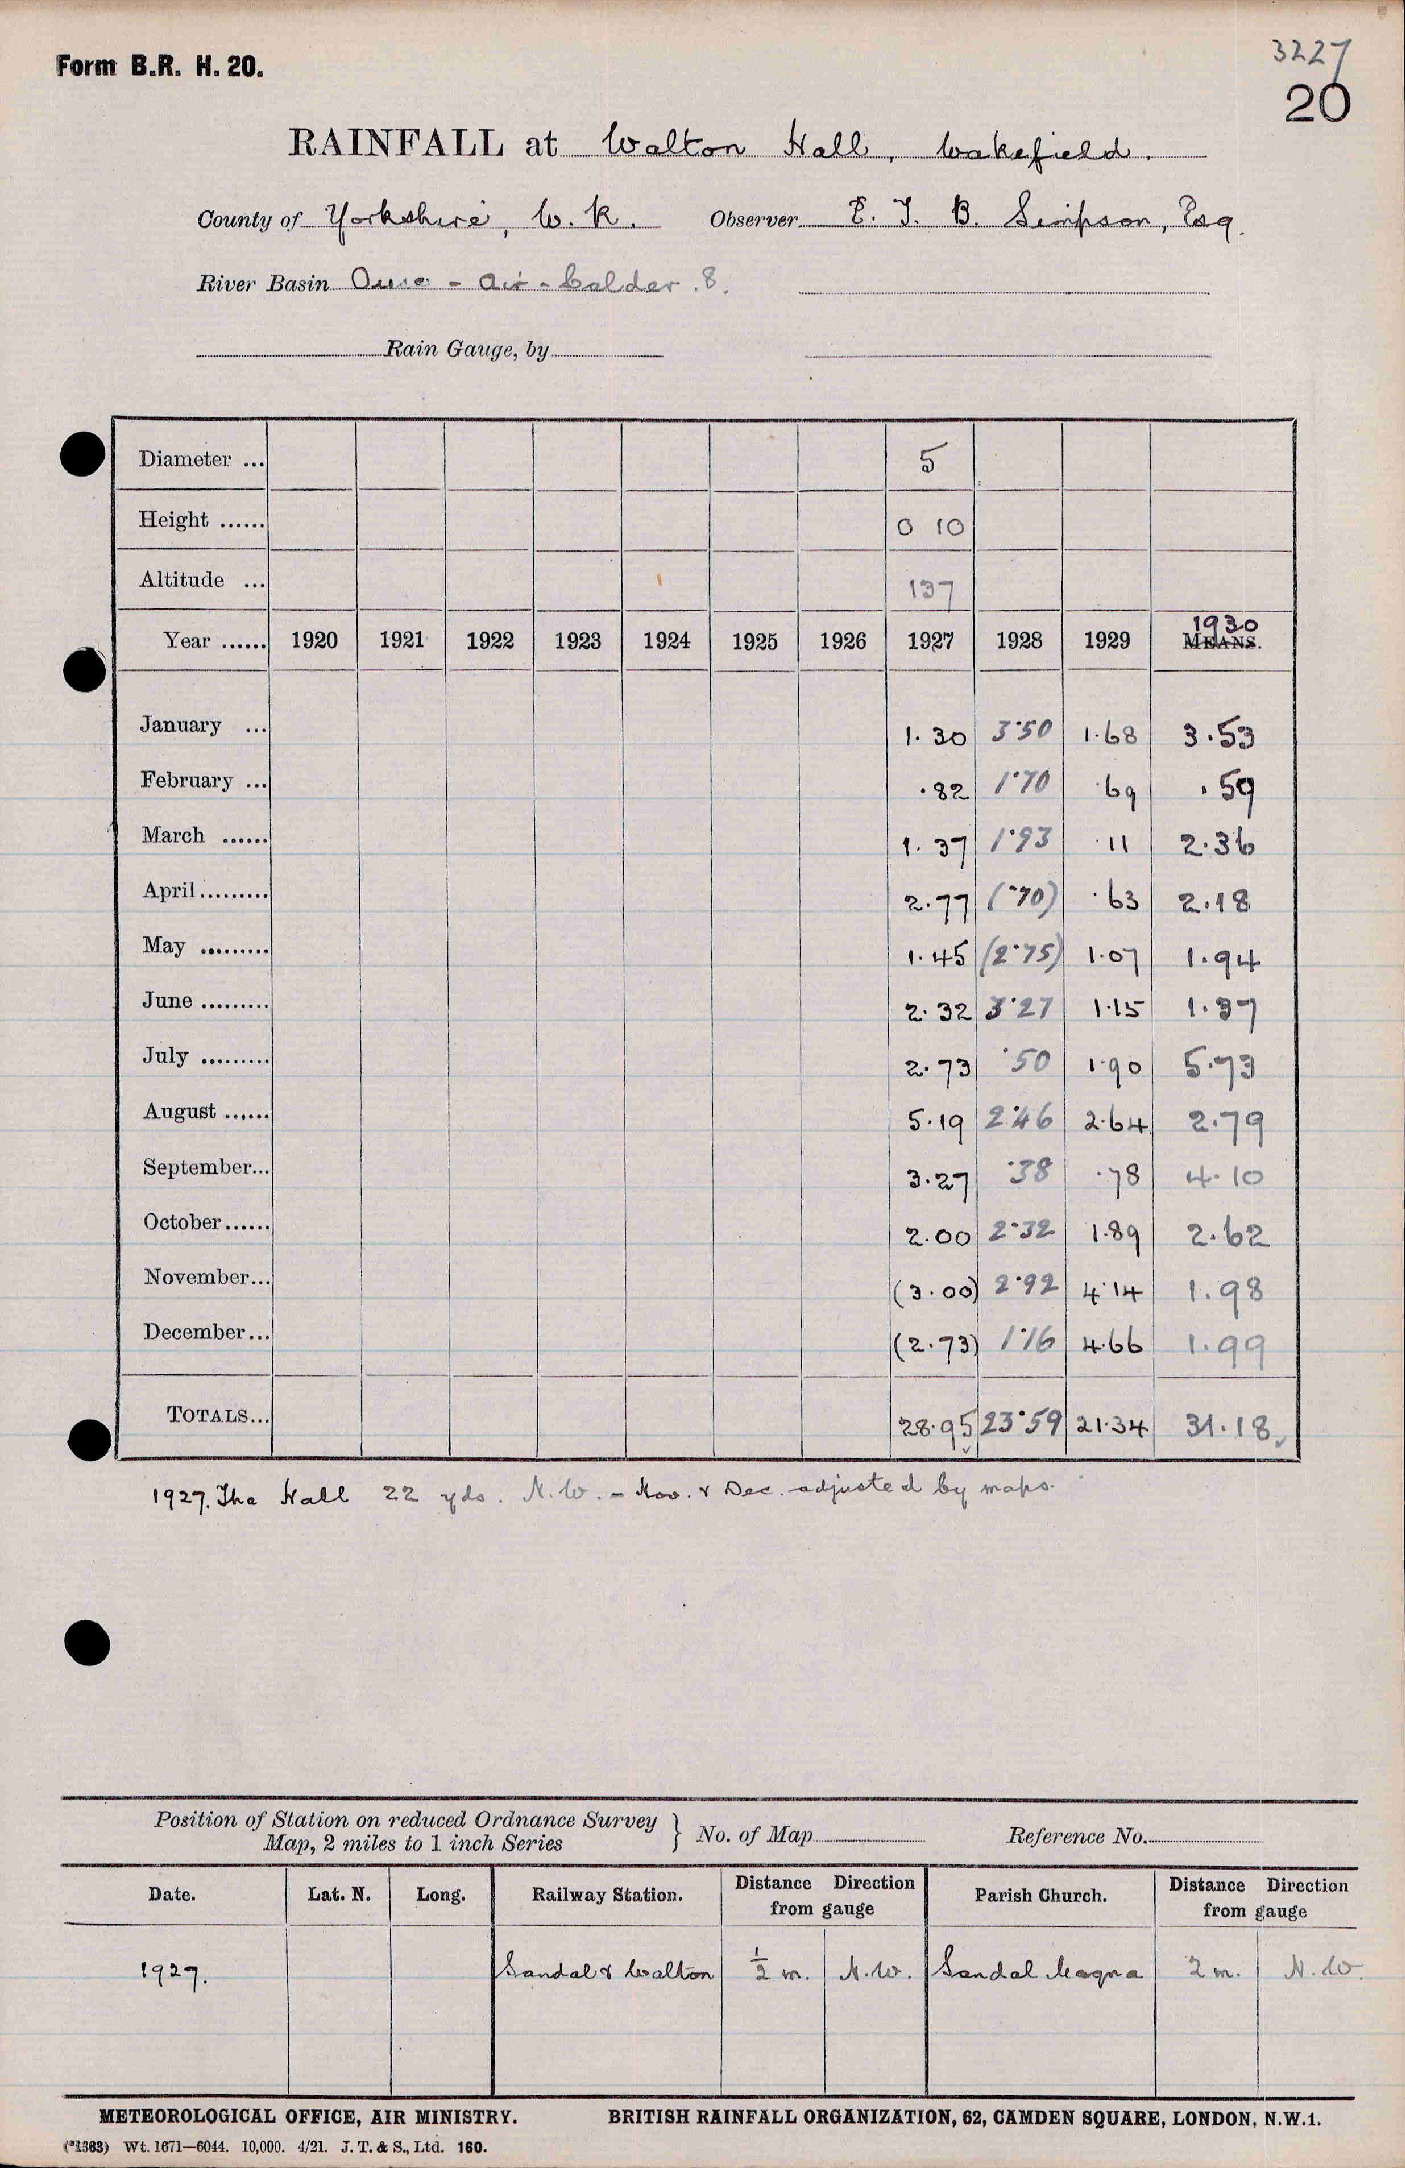 Form B.R. H. 20.
3227
20
RAINFALL at Walton Hall, Wakefield.
County of Yorkshire, W. R. Observer E. T. B. Simpson, Esq.
River Basin Ouse - Air - Calder 8.
Rain Gauge, by
Diameter ... 5
Height ...... 0 10
Altitude ... 137
Year ...... 1920 1921 1922 1923 1924 1925 1926 1927 1928 1929 MEANS. 1930
January ... 1.30 3.50 1.68 3.53
February ... .82 1.70 .69 .59
March ...... 1.37 1.93 .11 2.36
April ......... 2.77 (.70) .63 2.18
May ......... 1.45 (2.75) 1.07 1.94
June ......... 2.32 3.27 1.15 1.37
July ......... 2.73 .50 1.90 5.73
August ...... 5.19 2.46 2.64 2.79
September... 3.27 .38 .78 4.10
October ...... 2.00 2.32 1.89 2.62
November... (3.00) 2.92 4.14 1.98
December... (2.73) 1.16 4.66 1.99
TOTALS... 28.95 23.59 21.34 31.18
1927. The Hall 22 yds. N.W. - Nov. & Dec. adjusted by maps.
Position of Station on reduced Ordnance Survey
Map, 2 miles to 1 inch Series } No. of Map Reference No.
Date. Lat. N. Long. Railway Station. Distance Direction from gauge Parish Church. Distance Direction from gauge
1927. Sandal & Walton ½ m. N.W. Sandal Magna 2 m. N.W.
METEOROLOGICAL OFFICE, AIR MINISTRY. BRITISH RAINFALL ORGANIZATION, 62, CAMDEN SQUARE, LONDON, N.W.1.
(*1383) Wt. 1671—6044. 10,000. 4/21. J. T. & S., Ltd. 160.